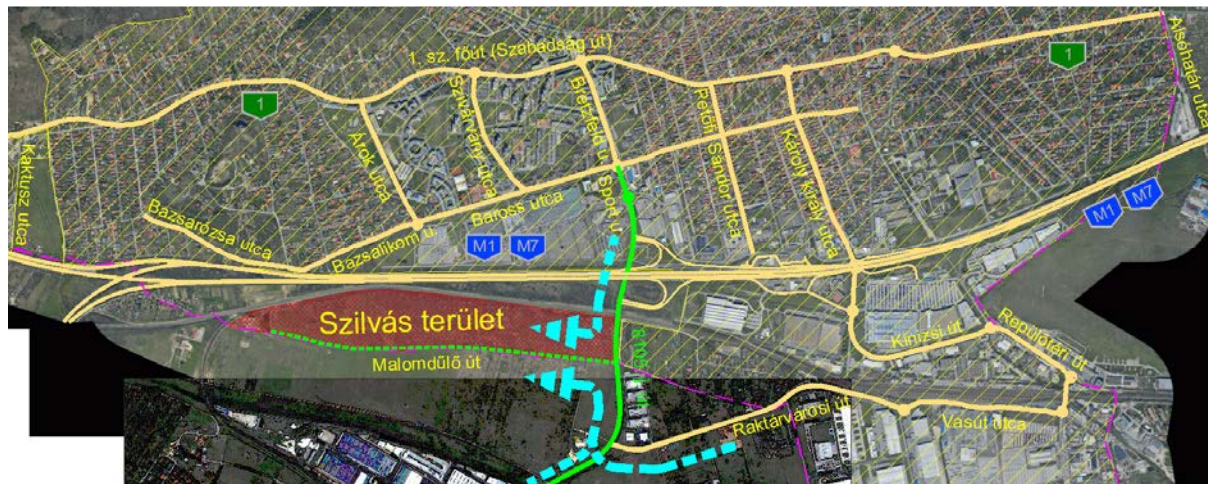 1. sz. főút (Szabadság út)
1
1
Alsóhatár utca
Kaktusz utca
Árok utca
Szivárvány utca
Bretzfeld u.
Petőfi Sándor utca
Károly király utca
Bazsarózsa utca
Bazsalikom u.
Baross utca
Sport u.
M1
M7
M1
M7
Szilvás terület
Malomdűlő út
Kinizsi út
Repülőtéri út
Raktárvárosi út
Vasút utca